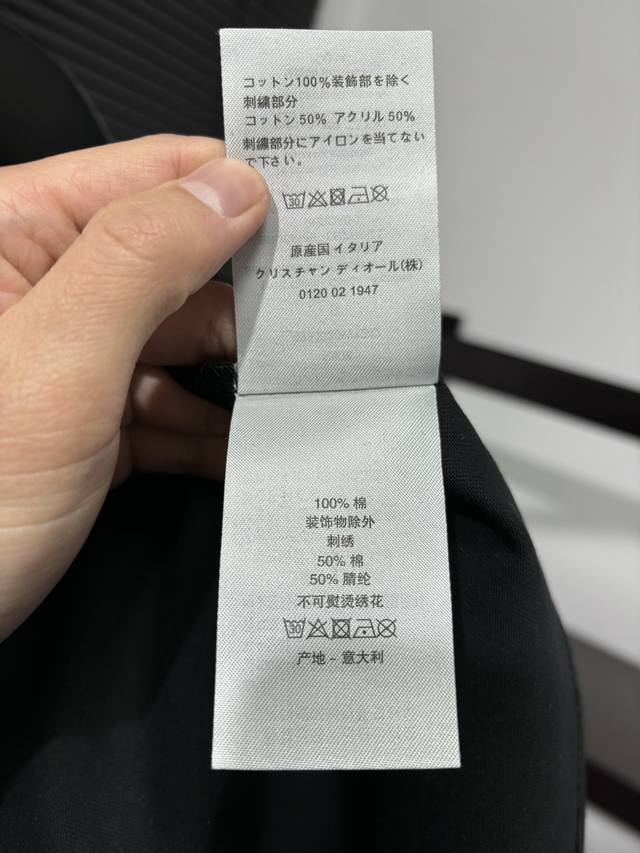 コットン100%装飾部を除く
刺繍部分
コットン50% アクリル50%
刺繍部分にアイロンを当てない
で下さい。
30
原産国 イタリア
クリスチャン ディオール(株)
0120 02 1947
100% 棉
装饰物除外
刺绣
50% 棉
50% 腈纶
不可熨烫绣花
30
产地 - 意大利